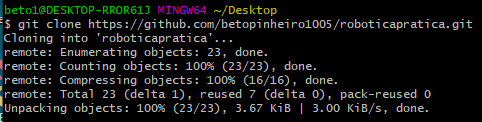 beto1@DESKTOP-RROR61J MINGW64 ~/Desktop
$ git clone https://github.com/betopinheiro1005/roboticapratica.git
Cloning into 'roboticapratica'...
remote: Enumerating objects: 23, done.
remote: Counting objects: 100% (23/23), done.
remote: Compressing objects: 100% (16/16), done.
remote: Total 23 (delta 1), reused 7 (delta 0), pack-reused 0
Unpacking objects: 100% (23/23), 3.67 KiB | 3.00 KiB/s, done.